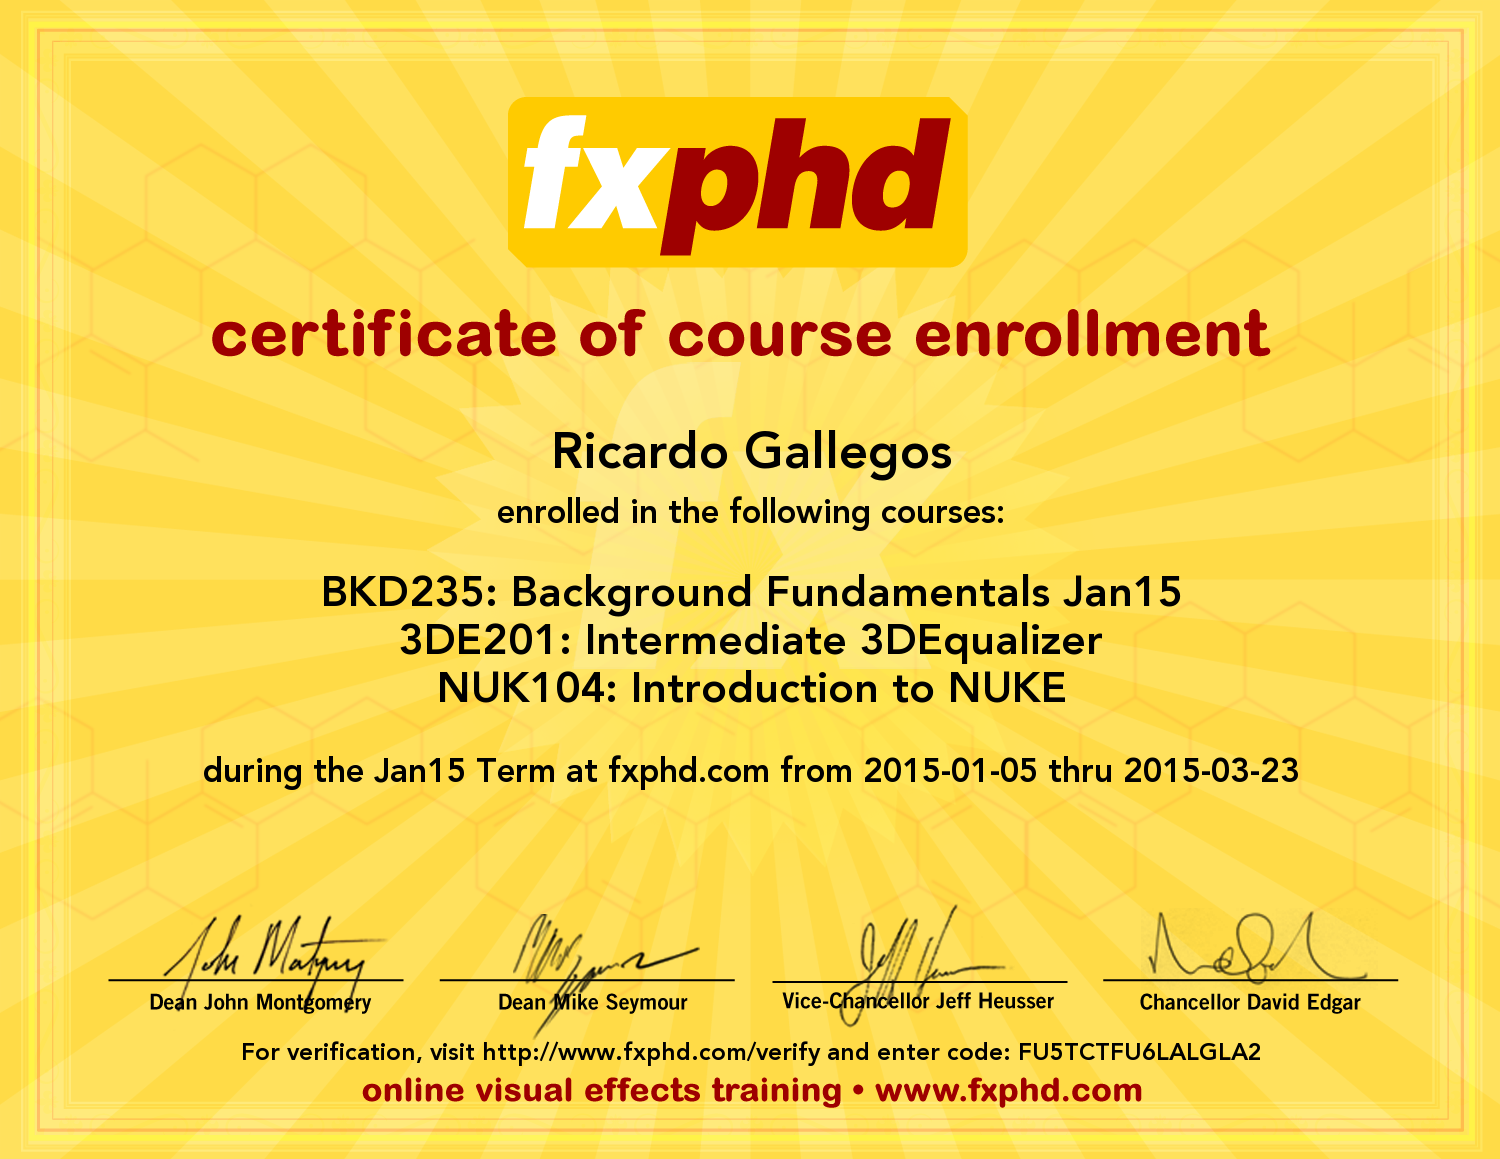 fxphd
certificate of course enrollment
Ricardo Gallegos
enrolled in the following courses:
BKD235: Background Fundamentals Jan15
3DE201: Intermediate 3DEqualizer
NUK104: Introduction to NUKE
during the Jan15 Term at fxphd.com from 2015-01-05 thru 2015-03-23
Dean John Montgomery
Dean Mike Seymour
Vice-Chancellor Jeff Heusser
Chancellor David Edgar
For verification, visit http://www.fxphd.com/verify and enter code: FU5TCTFU6LALGLA2
online visual effects training • www.fxphd.com